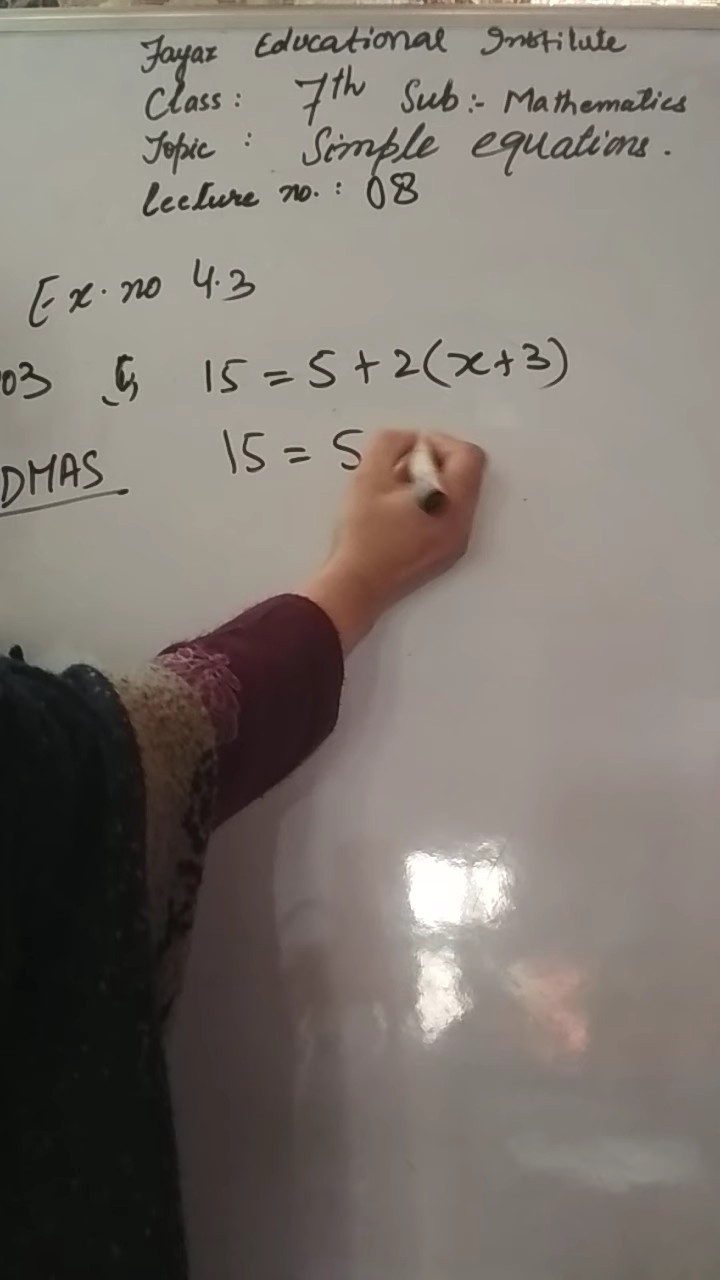 Fayaz Educational Institute
Class: 7th Sub:- Mathematics
Topic: Simple equations.
Lecture no.: 08
Ex. no 4.3
03 15 = 5 + 2(x+3)
DMAS 15 = 5